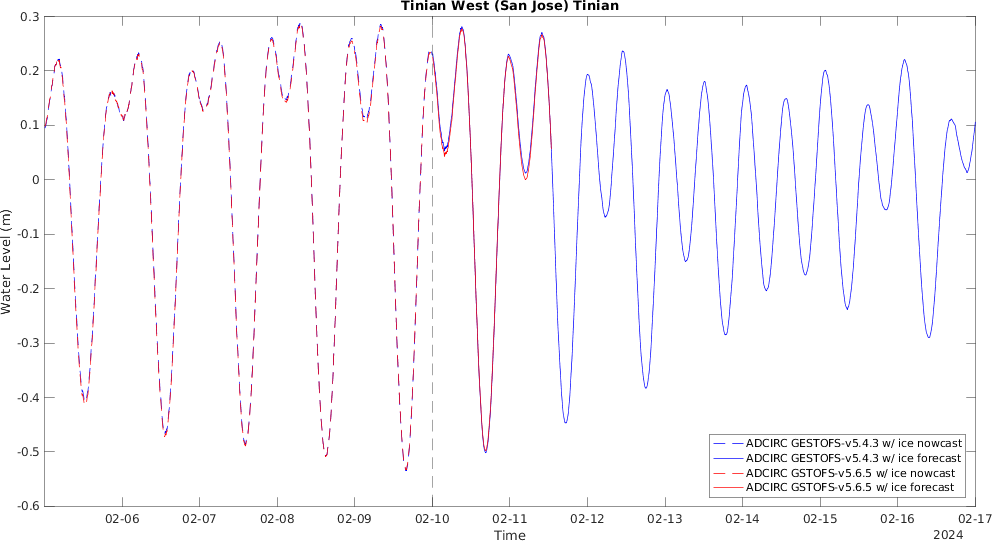 Tinian West (San Jose) Tinian
0.3
0.2
0.1
0
-0.1
-0.2
-0.3
-0.4
-0.5
-0.6
Water Level (m)
02-06 02-07 02-08 02-09 02-10 02-11 02-12 02-13 02-14 02-15 02-16 02-17
Time
2024
ADCIRC GESTOFS-v5.4.3 w/ ice nowcast
ADCIRC GESTOFS-v5.4.3 w/ ice forecast
ADCIRC GSTOFS-v5.6.5 w/ ice nowcast
ADCIRC GSTOFS-v5.6.5 w/ ice forecast